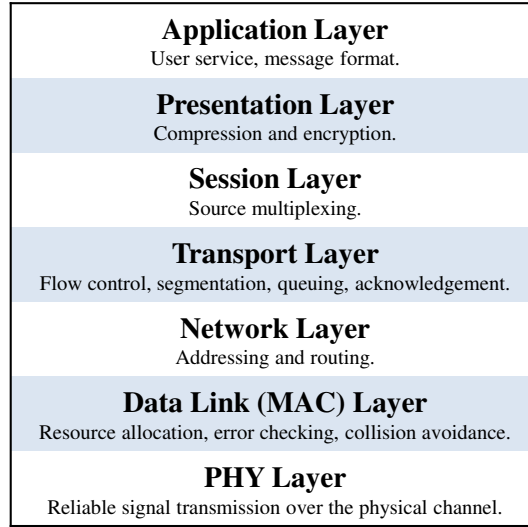 Application Layer
User service, message format.
Presentation Layer
Compression and encryption.
Session Layer
Source multiplexing.
Transport Layer
Flow control, segmentation, queuing, acknowledgement.
Network Layer
Addressing and routing.
Data Link (MAC) Layer
Resource allocation, error checking, collision avoidance.
PHY Layer
Reliable signal transmission over the physical channel.